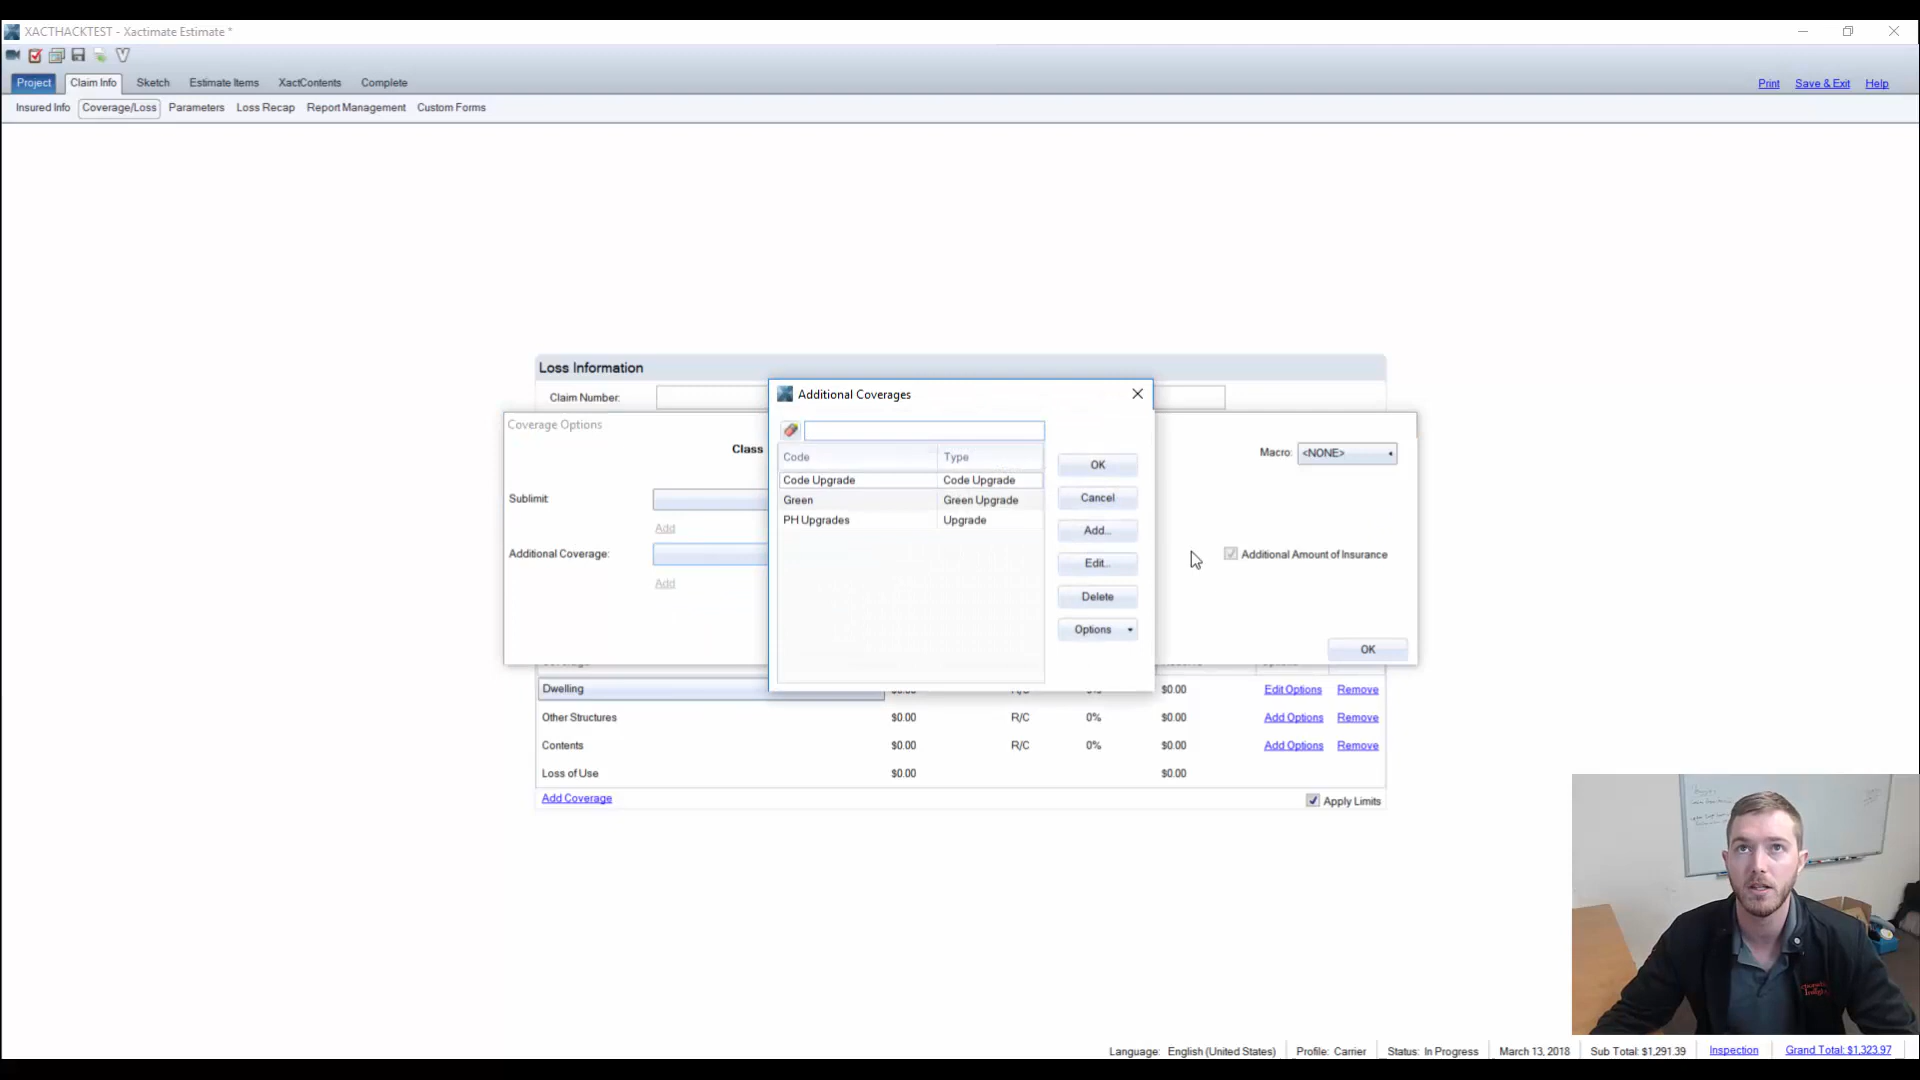 XACTHACKTEST - Xactimate Estimate *
Project Claim Info Sketch Estimate Items XactContents Complete
Print Save & Exit Help
Insured Info Coverage/Loss Parameters Loss Recap Report Management Custom Forms
Loss Information
Claim Number:
Additional Coverages
Coverage Options
Class
Macro: <NONE>
Code Type
OK
Code Upgrade Code Upgrade
Sublimit:
Green Green Upgrade
Cancel
PH Upgrades Upgrade
Add
Add...
Additional Coverage:
Edit...
Additional Amount of Insurance
Add
Delete
Options
OK
Dwelling $0.00 Edit Options Remove
Other Structures $0.00 R/C 0% $0.00 Add Options Remove
Contents $0.00 R/C 0% $0.00 Add Options Remove
Loss of Use $0.00 $0.00
Add Coverage
Apply Limits
Language: English (United States) Profile: Carrier Status: In Progress March 13, 2018 Sub Total: $1,291.39 Inspection Grand Total: $1,323.97